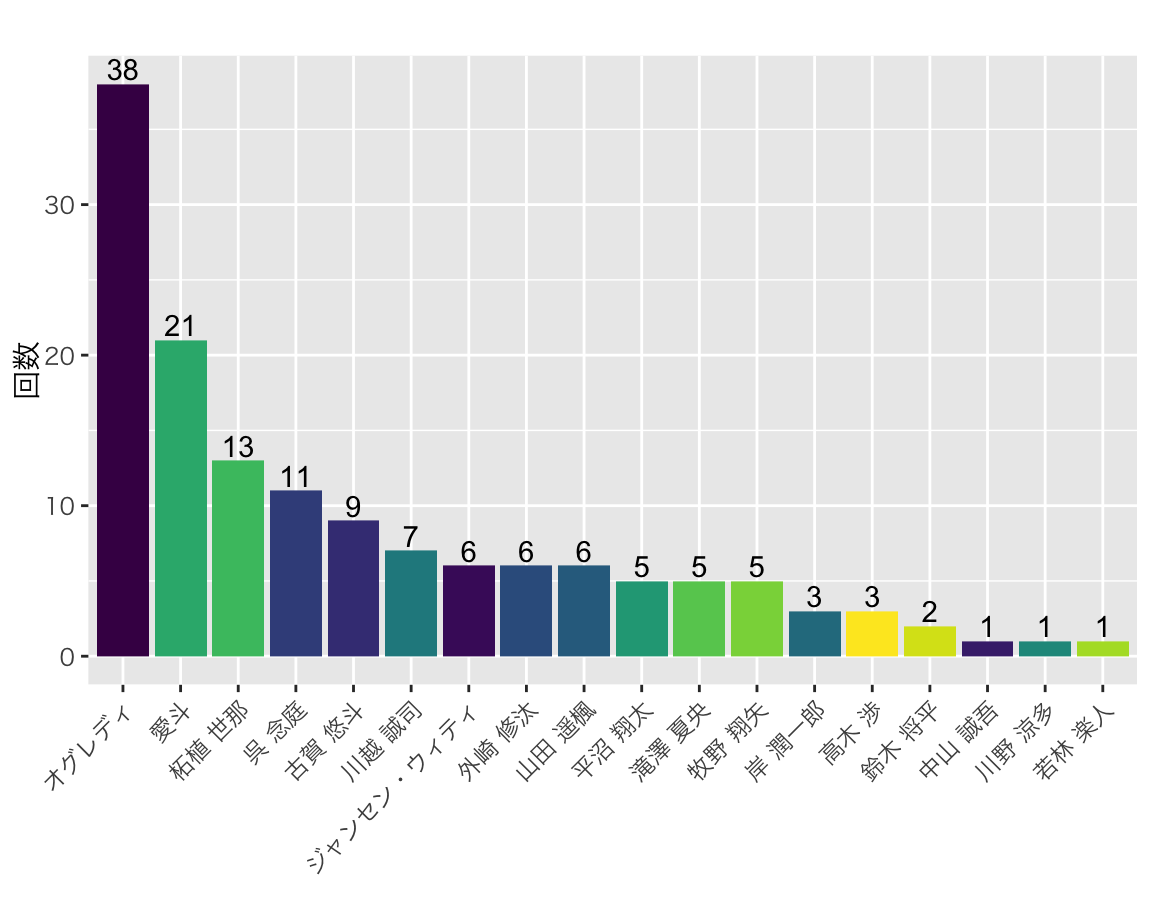 38
21
13
11
9
7
6
6
6
5
5
5
3
3
2
1
1
1
30
20
10
0
回数
オグレディ
愛斗
柘植 世那
呉 念庭
古賀 悠斗
川越 誠司
ジャンセン・ウィティ
外崎 修汰
山田 遥楓
平沼 翔太
滝澤 夏央
牧野 翔矢
岸 潤一郎
高木 渉
鈴木 将平
中山 誠吾
川野 涼多
若林 楽人